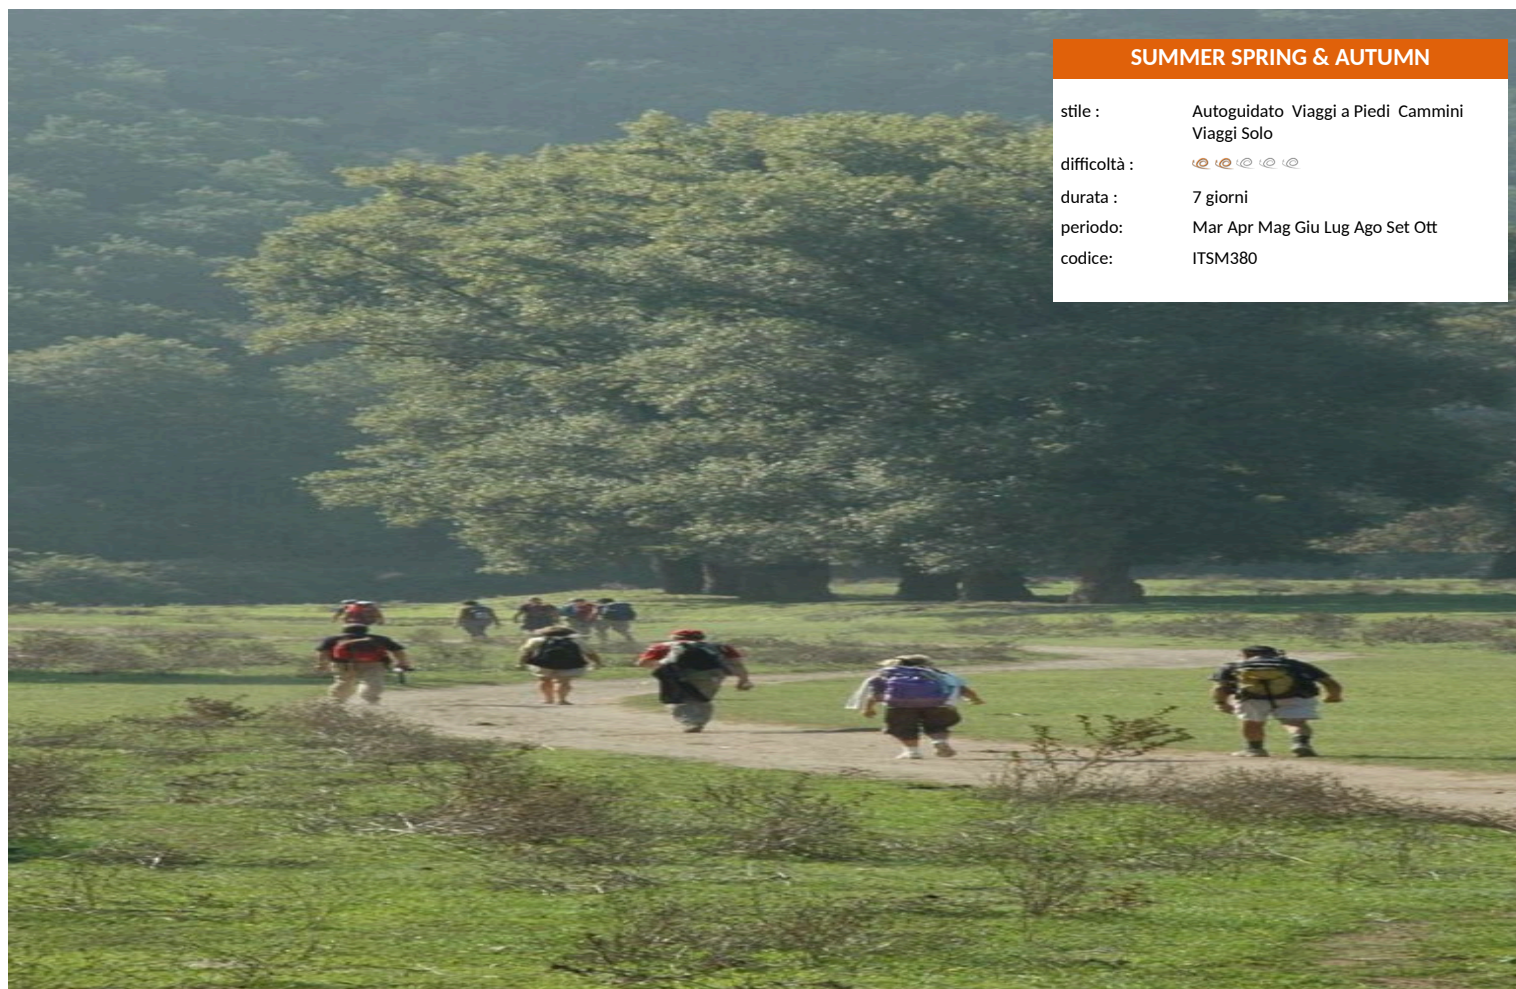 SUMMER SPRING & AUTUMN
stile : Autoguidato Viaggi a Piedi Cammini
Viaggi Solo
difficoltà :
durata : 7 giorni
periodo: Mar Apr Mag Giu Lug Ago Set Ott
codice: ITSM380